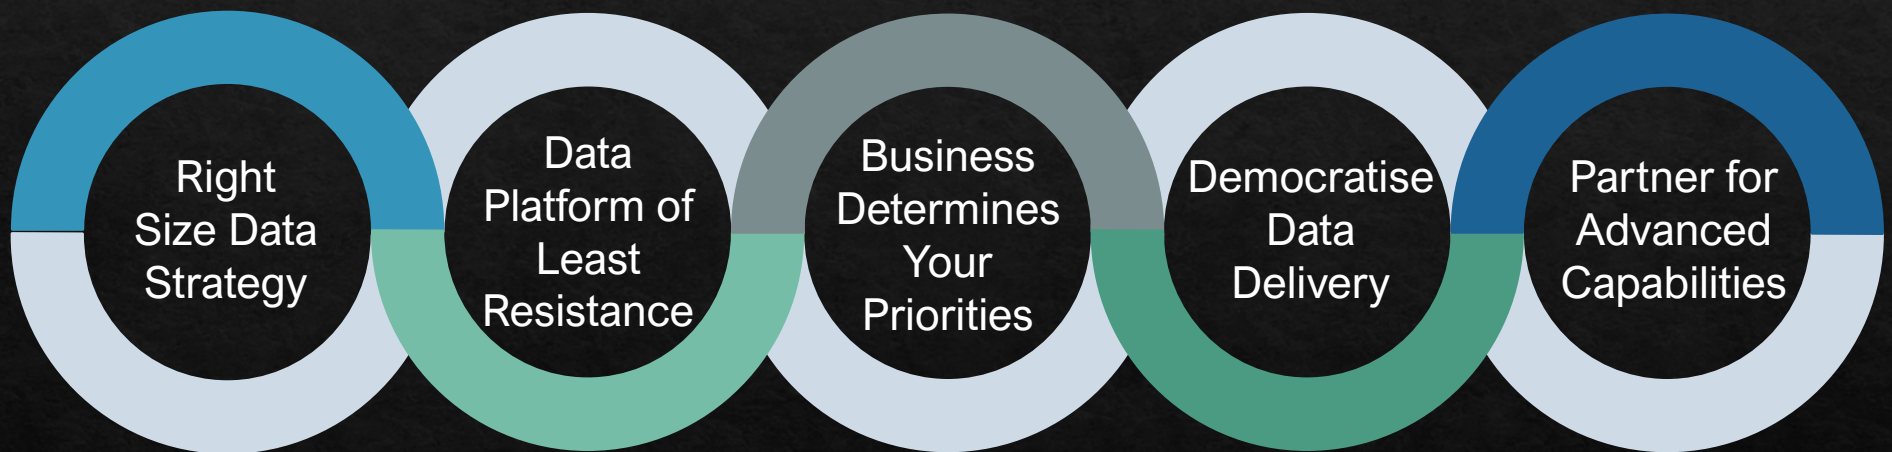 Right
Size Data
Strategy
Data
Platform of
Least
Resistance
Business
Determines
Your
Priorities
Democratise
Data
Delivery
Partner for
Advanced
Capabilities